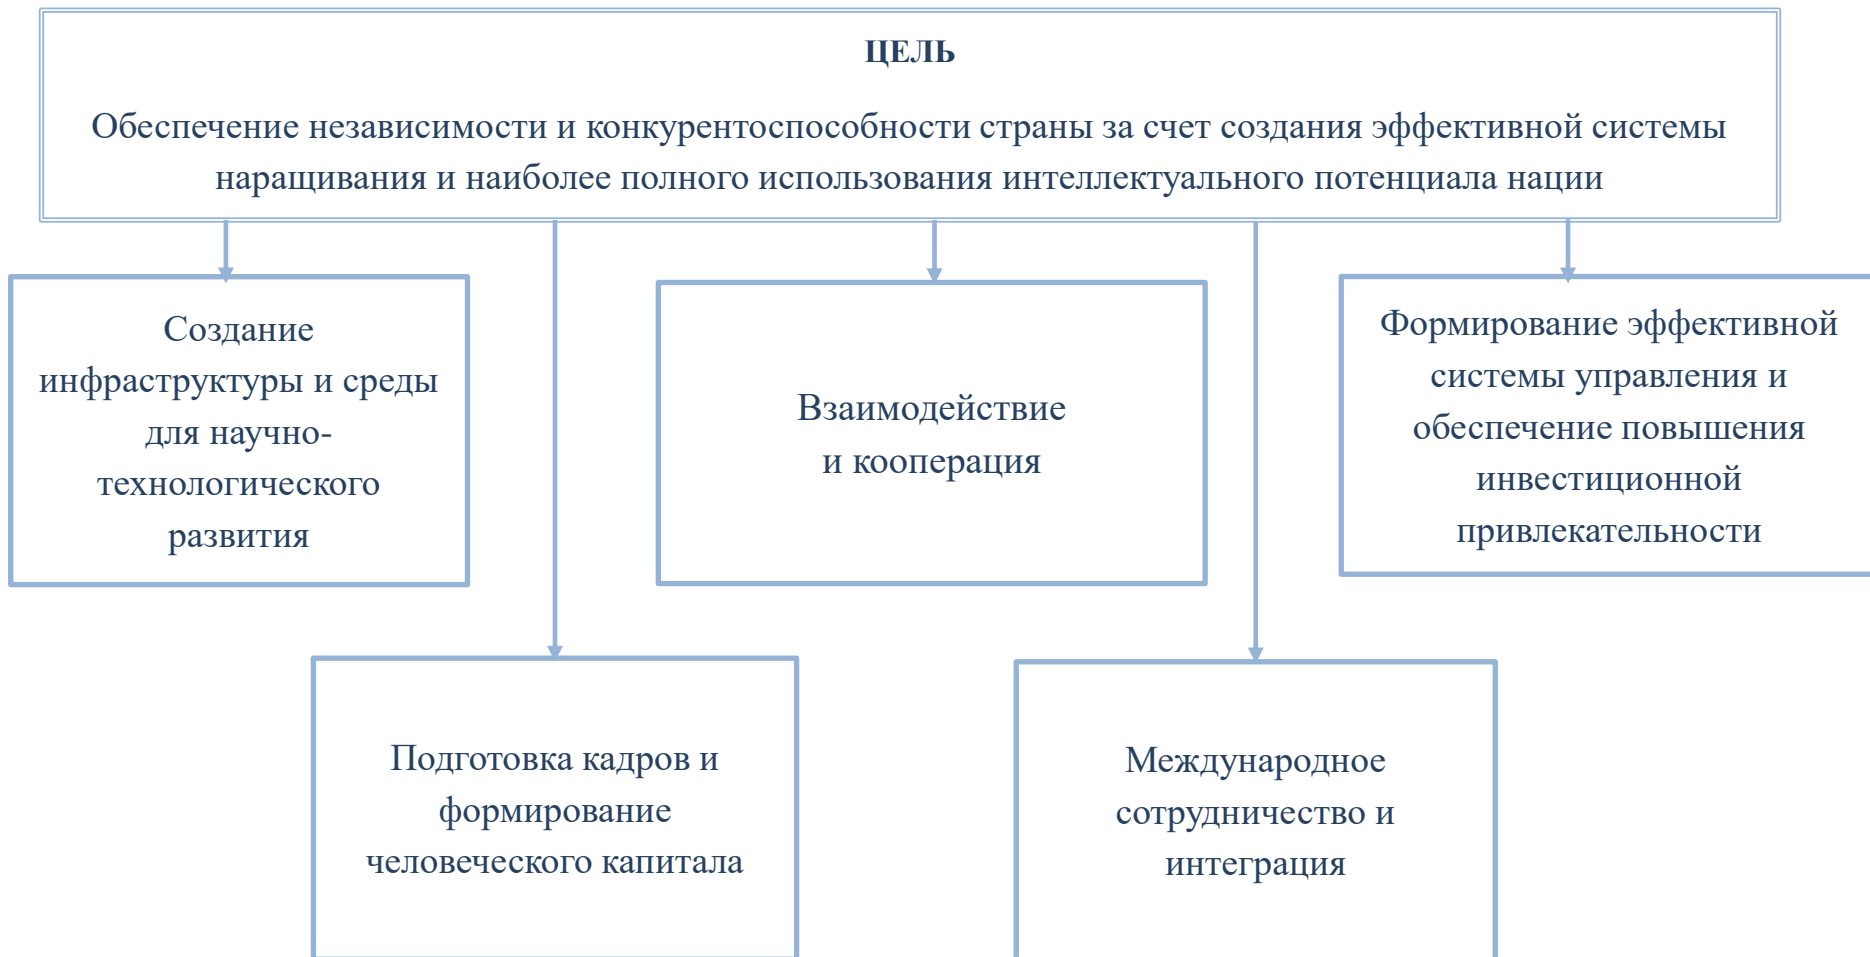 ЦЕЛЬ
Обеспечение независимости и конкурентоспособности страны за счет создания эффективной системы
наращивания и наиболее полного использования интеллектуального потенциала нации
Создание
инфраструктуры и среды
для научно-
технологического
развития
Взаимодействие
и кооперация
Формирование эффективной
системы управления и
обеспечение повышения
инвестиционной
привлекательности
Подготовка кадров и
формирование
человеческого капитала
Международное
сотрудничество и
интеграция